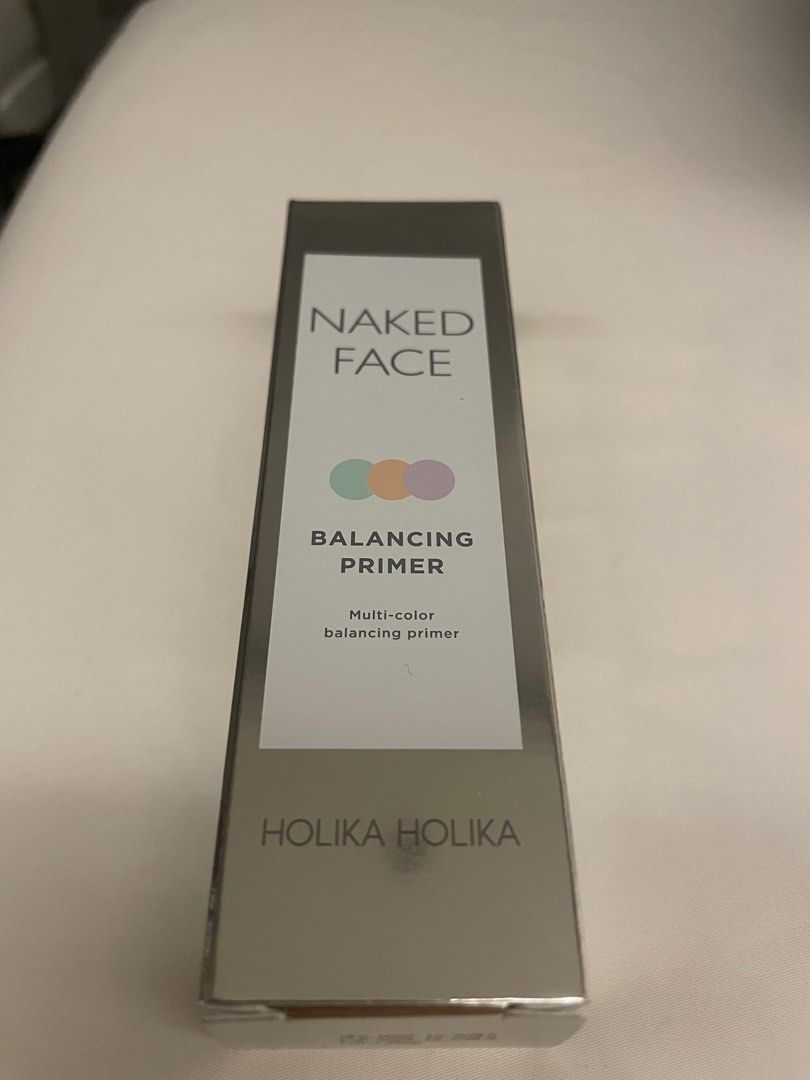 NAKED
FACE
BALANCING
PRIMER
Multi-color
balancing primer
HOLIKA HOLIKA